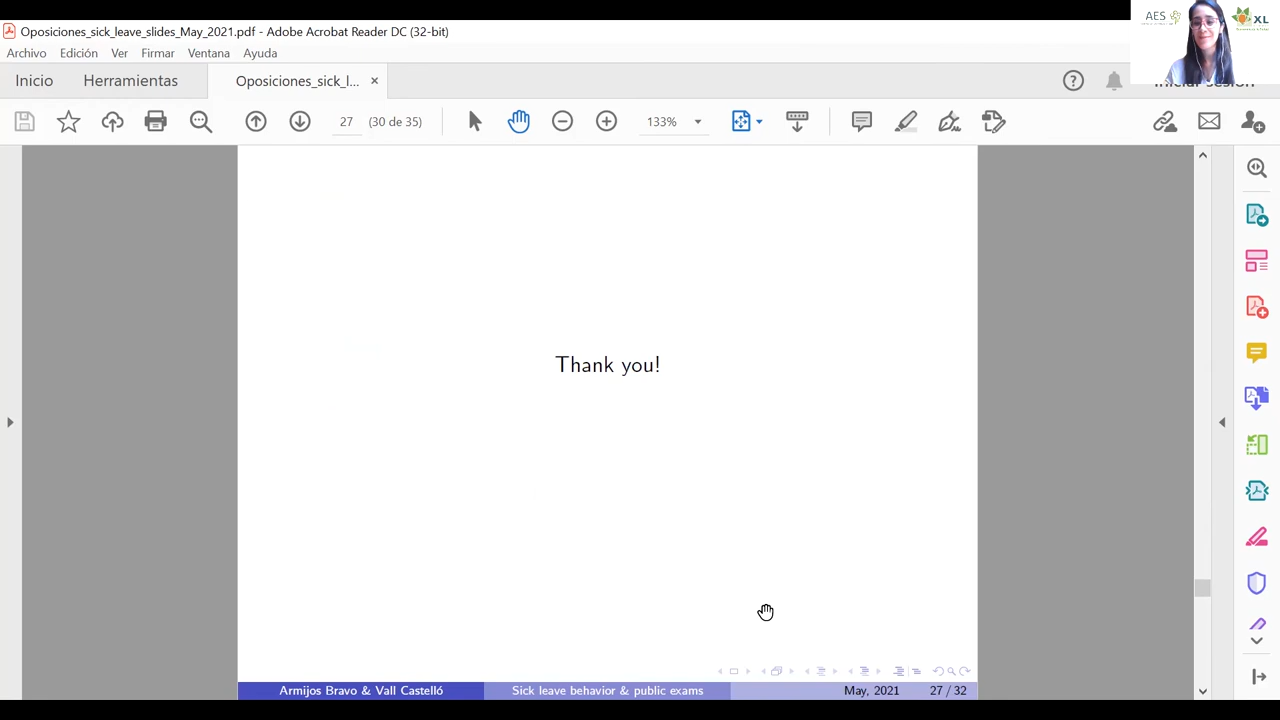 Oposiciones_sick_leave_slides_May_2021.pdf - Adobe Acrobat Reader DC (32-bit)
AES
XL
Archivo Edición Ver Firmar Ventana Ayuda
Inicio Herramientas Oposiciones_sick_l... ×
Iniciar sesión
27 (30 de 35) 133%
Thank you!
Armijos Bravo & Vall Castelló Sick leave behavior & public exams May, 2021 27 / 32